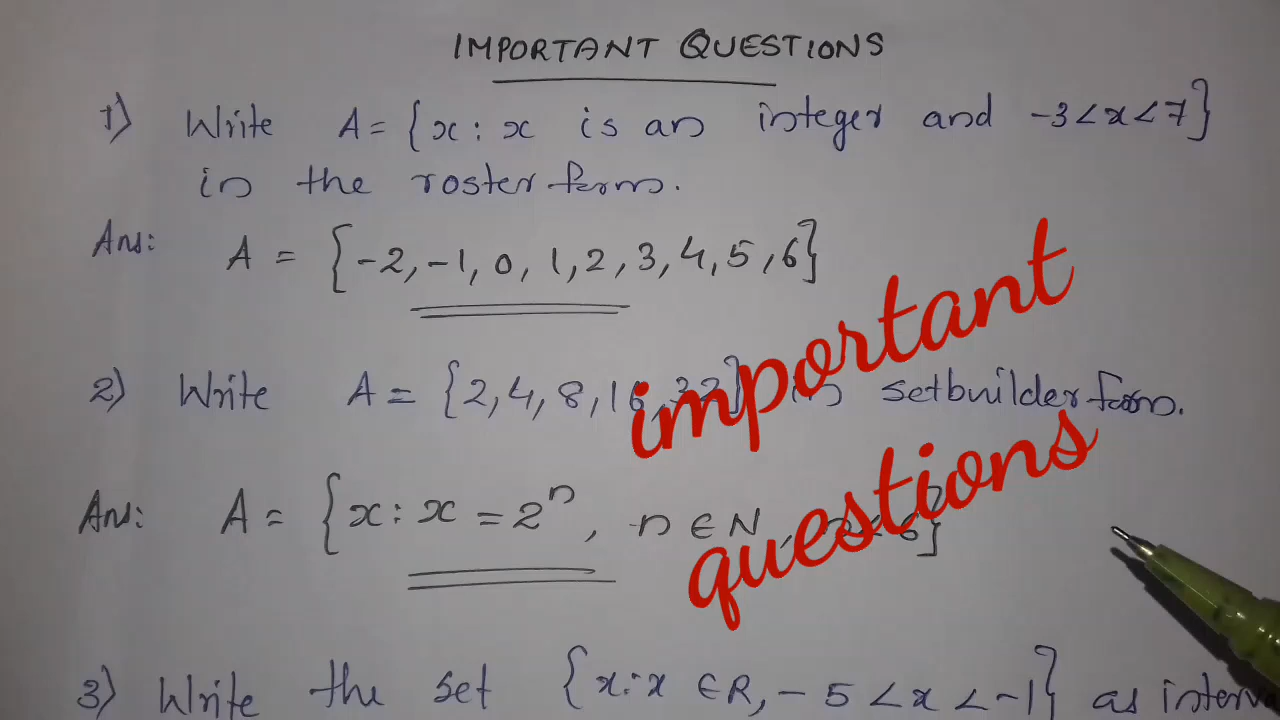 IMPORTANT QUESTIONS
1) Write A = {x : x is an integer and -3<x<7}
in the roster form.
Ans: A = {-2, -1, 0, 1, 2, 3, 4, 5, 6}
2) Write A = {2, 4, 8, 16, 32} in setbuilder form.
Ans: A = {x : x = 2ⁿ, n ∈ N, n < 6}
important
questions
3) Write the set {x : x ∈ R, -5 < x < -1} as